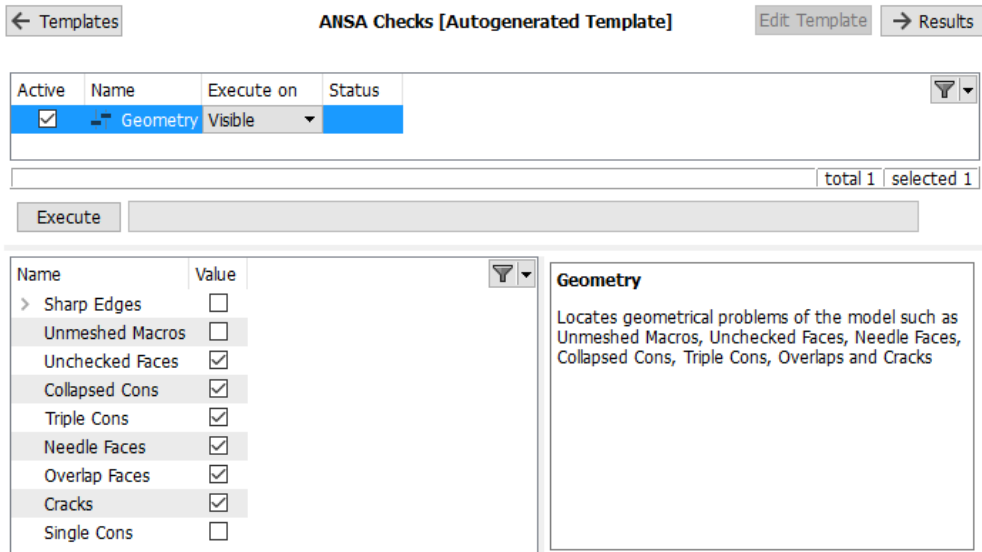 ← Templates ANSA Checks [Autogenerated Template] Edit Template → Results
Active Name Execute on Status
Geometry Visible
total 1 selected 1
Execute
Name Value
Sharp Edges
Unmeshed Macros
Unchecked Faces
Collapsed Cons
Triple Cons
Needle Faces
Overlap Faces
Cracks
Single Cons
Geometry
Locates geometrical problems of the model such as
Unmeshed Macros, Unchecked Faces, Needle Faces,
Collapsed Cons, Triple Cons, Overlaps and Cracks